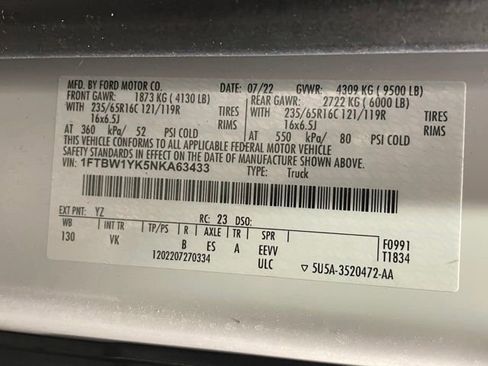 MFD. BY FORD MOTOR CO. DATE: 07/22 GVWR: 4309 KG ( 9500 LB)
FRONT GAWR: 1873 KG ( 4130 LB) REAR GAWR: 2722 KG ( 6000 LB)
WITH 235/65R16C 121/119R TIRES WITH 235/65R16C 121/119R TIRES
16x6.5J RIMS 16x6.5J RIMS
AT 360 kPa/ 52 PSI COLD AT 550 kPa/ 80 PSI COLD
THIS VEHICLE CONFORMS TO ALL APPLICABLE FEDERAL MOTOR VEHICLE
SAFETY STANDARDS IN EFFECT ON THE DATE OF MANUFACTURE SHOWN ABOVE.
VIN: 1FTBW1YK5NKA63433 TYPE: Truck
EXT PNT: YZ RC: 23 DSO:
WB INT TR TP/PS R AXLE TR SPR F0991
130 VK B ES A EEVV T1834
ULC
1202207270334 5U5A-3520472-AA